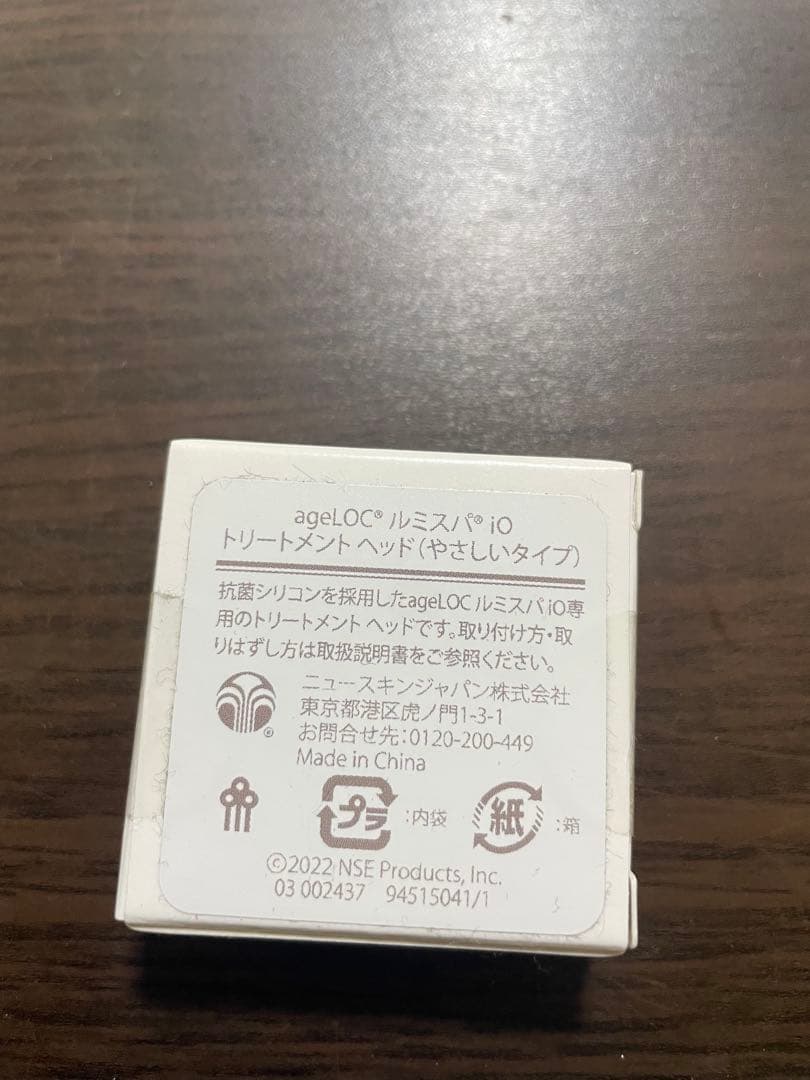 ageLOC® ルミスパ® iO
トリートメント ヘッド(やさしいタイプ)
抗菌シリコンを採用したageLOC ルミスパ iO専
用のトリートメント ヘッドです。取り付け方・取
りはずし方は取扱説明書をご参照ください。
ニュースキンジャパン株式会社
東京都港区虎ノ門1-3-1
お問合せ先:0120-200-449
Made in China
®
プラ :内袋
紙 :箱
©2022 NSE Products, Inc.
03 002437 94515041/1